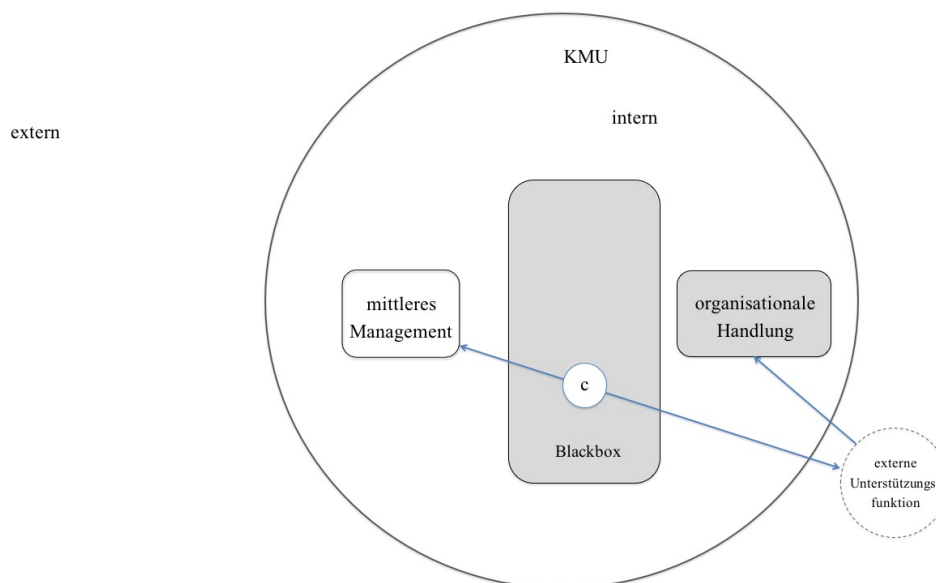 KMU
intern
extern
mittleres
Management
organisationale
Handlung
c
Blackbox
externe
Unterstützungs
funktion